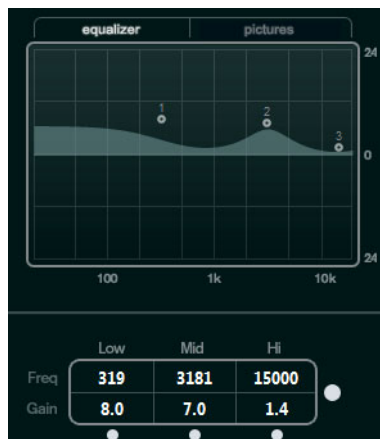 equalizer pictures
24
1
2
3
0
24
100 1k 10k
Low Mid Hi
Freq 319 3181 15000
Gain 8.0 7.0 1.4